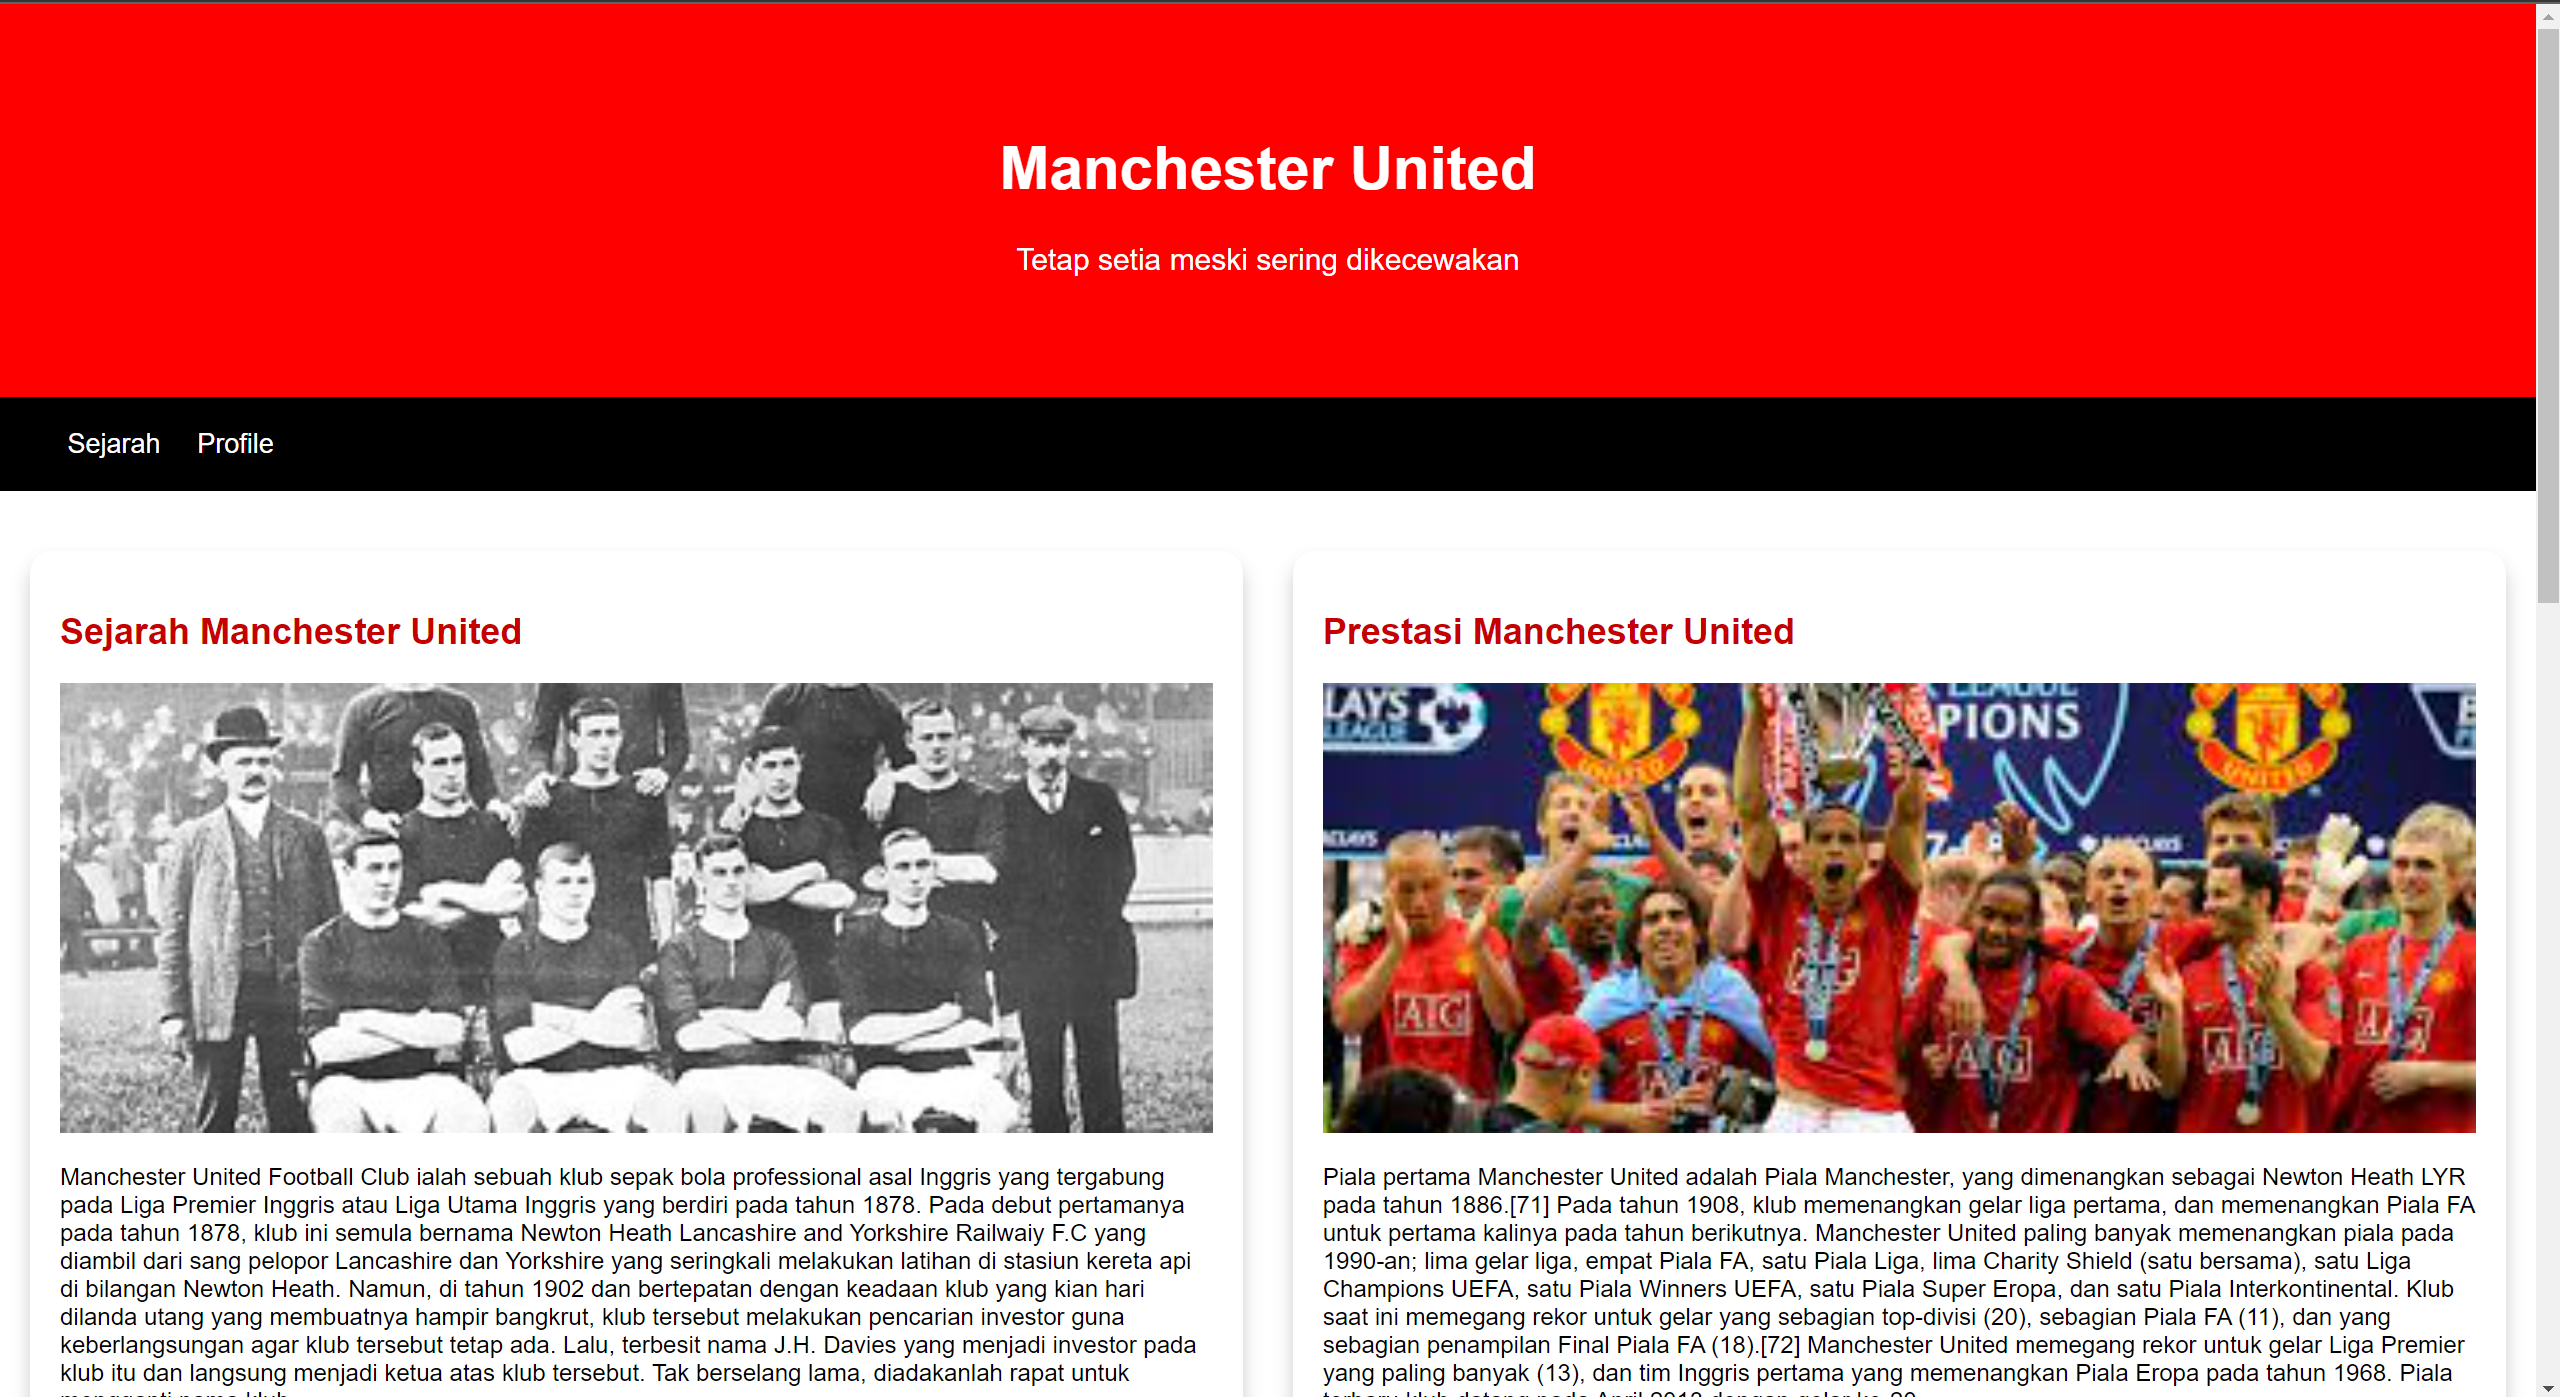 Manchester United
Tetap setia meski sering dikecewakan
Sejarah Profile
Sejarah Manchester United
Manchester United Football Club ialah sebuah klub sepak bola professional asal Inggris yang tergabung
pada Liga Premier Inggris atau Liga Utama Inggris yang berdiri pada tahun 1878. Pada debut pertamanya
pada tahun 1878, klub ini semula bernama Newton Heath Lancashire and Yorkshire Railwaiy F.C yang
diambil dari sang pelopor Lancashire dan Yorkshire yang seringkali melakukan latihan di stasiun kereta api
di bilangan Newton Heath. Namun, di tahun 1902 dan bertepatan dengan keadaan klub yang kian hari
dilanda utang yang membuatnya hampir bangkrut, klub tersebut melakukan pencarian investor guna
keberlangsungan agar klub tersebut tetap ada. Lalu, terbesit nama J.H. Davies yang menjadi investor pada
klub itu dan langsung menjadi ketua atas klub tersebut. Tak berselang lama, diadakanlah rapat untuk
Prestasi Manchester United
LAYS
LEAGUE
UNITED
LEAGUE
PIONS
UNITED
BARCLAYS
AIG
AIG
AIG
AIG
Piala pertama Manchester United adalah Piala Manchester, yang dimenangkan sebagai Newton Heath LYR
pada tahun 1886.[71] Pada tahun 1908, klub memenangkan gelar liga pertama, dan memenangkan Piala FA
untuk pertama kalinya pada tahun berikutnya. Manchester United paling banyak memenangkan piala pada
1990-an; lima gelar liga, empat Piala FA, satu Piala Liga, lima Charity Shield (satu bersama), satu Liga
Champions UEFA, satu Piala Winners UEFA, satu Piala Super Eropa, dan satu Piala Interkontinental. Klub
saat ini memegang rekor untuk gelar yang sebagian top-divisi (20), sebagian Piala FA (11), dan yang
sebagian penampilan Final Piala FA (18).[72] Manchester United memegang rekor untuk gelar Liga Premier
yang paling banyak (13), dan tim Inggris pertama yang memenangkan Piala Eropa pada tahun 1968. Piala